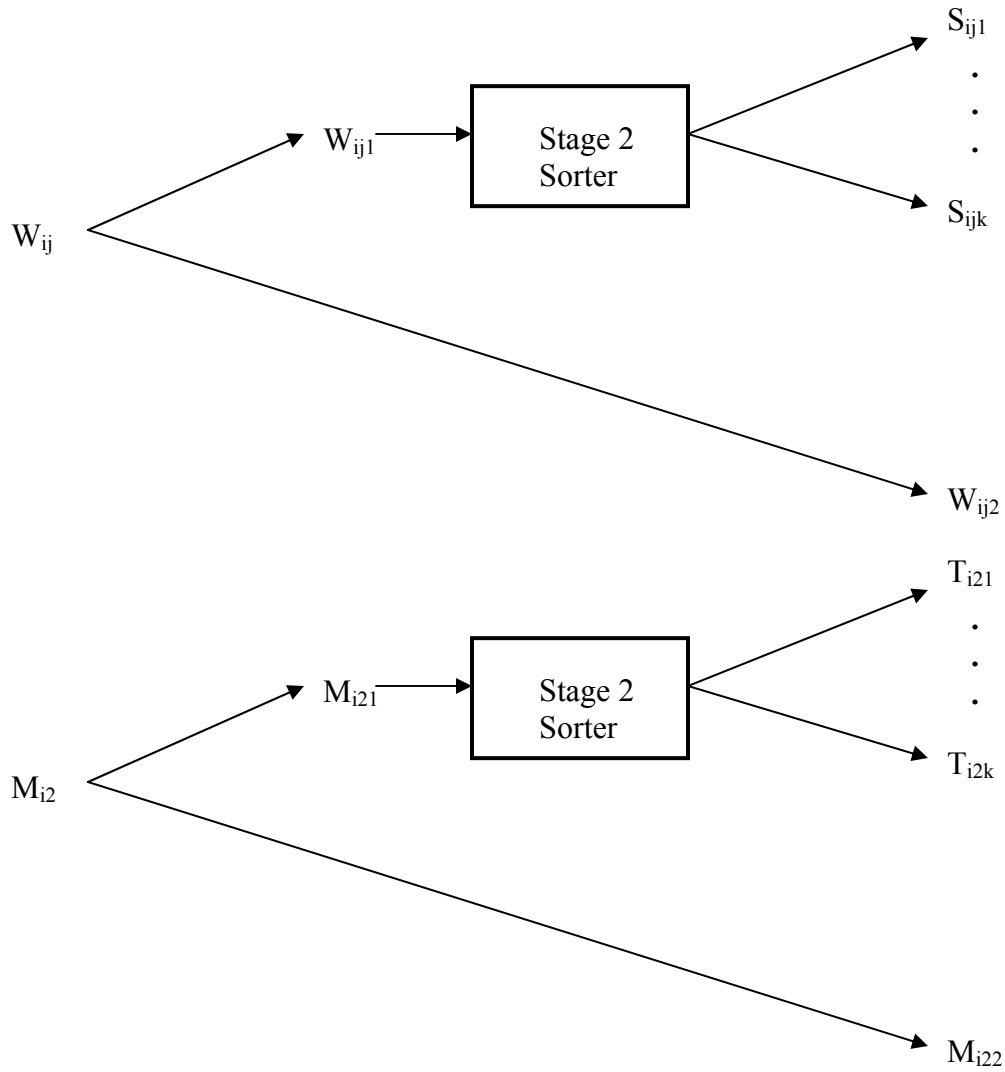 S_ij1
W_ij1
Stage 2
Sorter
S_ijk
W_ij
W_ij2
T_i21
M_i21
Stage 2
Sorter
T_i2k
M_i2
M_i22